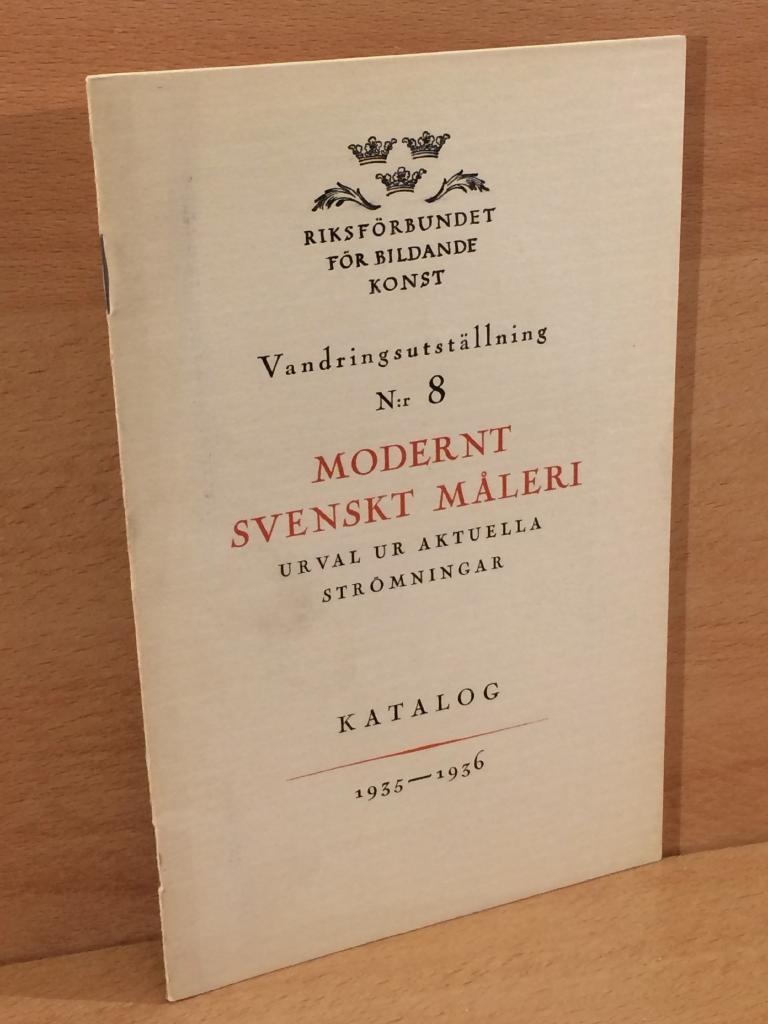 RIKSFÖRBUNDET
FÖR BILDANDE
KONST
Vandringsutställning
N:r 8
MODERNT
SVENSKT MÅLERI
URVAL UR AKTUELLA
STRÖMNINGAR
KATALOG
1935—1936